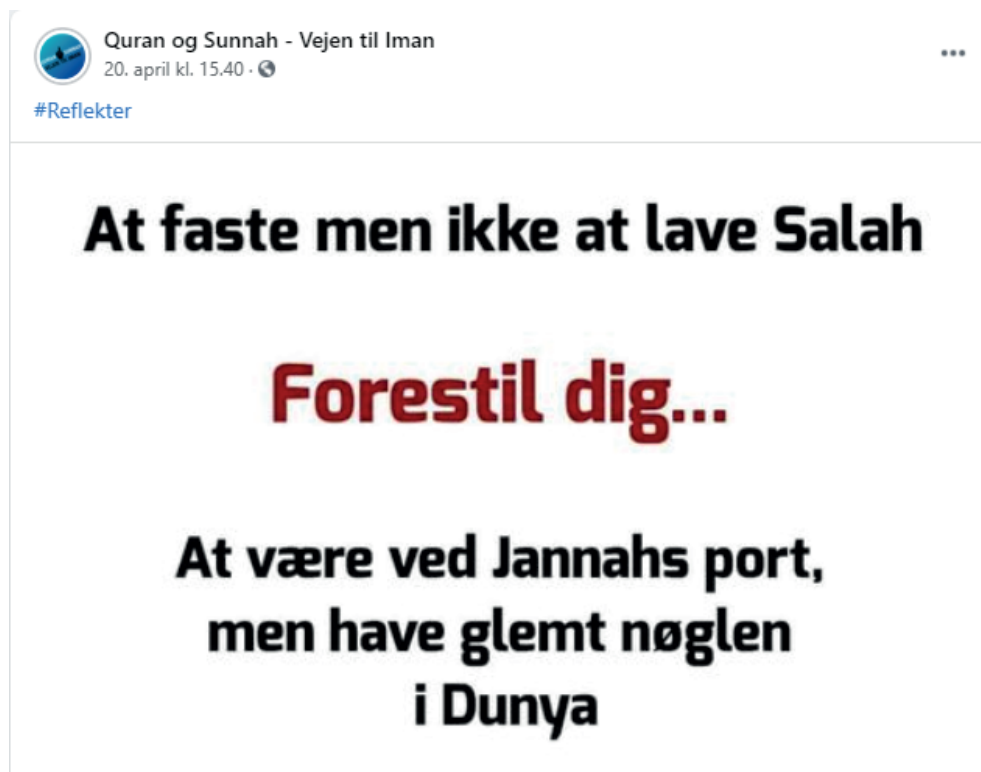 Quran og Sunnah - Vejen til Iman
20. april kl. 15.40 ·
#Reflekter
At faste men ikke at lave Salah
Forestil dig...
At være ved Jannahs port,
men have glemt nøglen
i Dunya